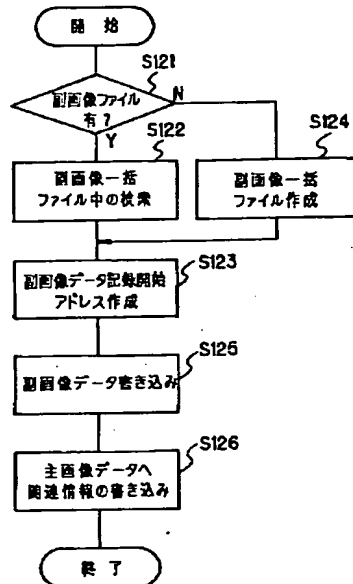 開始
S121
副画像ファイル
有?
N
Y
S122
副画像一括
ファイル中の検索
S124
副画像一括
ファイル作成
S123
副画像データ記録開始
アドレス作成
S125
副画像データ書き込み
S126
主画像データへ
関連情報の書き込み
終了